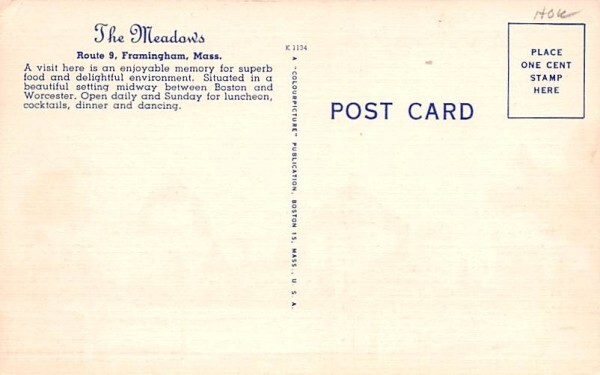 The Meadows
Route 9, Framingham, Mass.
A visit here is an enjoyable memory for superb
food and delightful environment. Situated in a
beautiful setting midway between Boston and
Worcester. Open daily and Sunday for luncheon,
cocktails, dinner and dancing.
K 1134
A "COLOURPICTURE" PUBLICATION, BOSTON 15, MASS., U. S. A.
POST CARD
PLACE
ONE CENT
STAMP
HERE